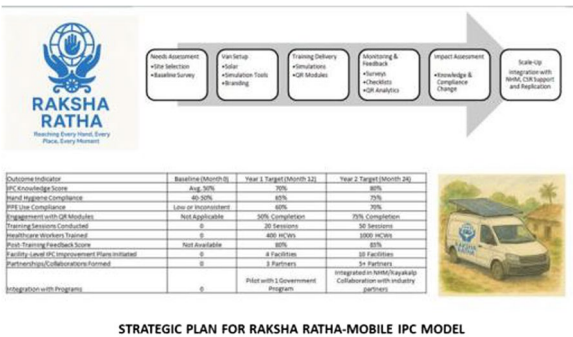 RAKSHA
RATHA
Reaching Every Hand, Every
Place, Every Moment
Needs Assessment
•Site Selection
•Baseline Survey
Van Setup
•Solar
•Simulation Tools
•Branding
Training Delivery
•Simulations
•QR Modules
Monitoring &
Feedback
•Surveys
•Checklists
•QR Analytics
Impact Assessment
•Knowledge &
Compliance
Change
Scale-Up
Integration with
NHM, CSR Support
and Replication
Outcome Indicator Baseline (Month 0) Year 1 Target (Month 12) Year 2 Target (Month 24)
IPC Knowledge Score Avg. 50% 70% 80%
Hand Hygiene Compliance 40-50% 65% 75%
PPE Use Compliance Low or Inconsistent 60% 70%
Engagement with QR Modules Not Applicable 50% Completion 75% Completion
Training Sessions Conducted 0 20 Sessions 50 Sessions
Healthcare Workers Trained 0 400 HCWs 1000 HCWs
Post-Training Feedback Score Not Available 80% 85%
Facility-Level IPC Improvement Plans Initiated 0 4 Facilities 10 Facilities
Partnerships/Collaborations Formed 0 3 Partners 5+ Partners
Integration with Programs 0 Pilot with 1 Government
Program Integrated in NHM/Kayakalp
Collaboration with industry
partners
RAKSHA
RATHA
STRATEGIC PLAN FOR RAKSHA RATHA-MOBILE IPC MODEL